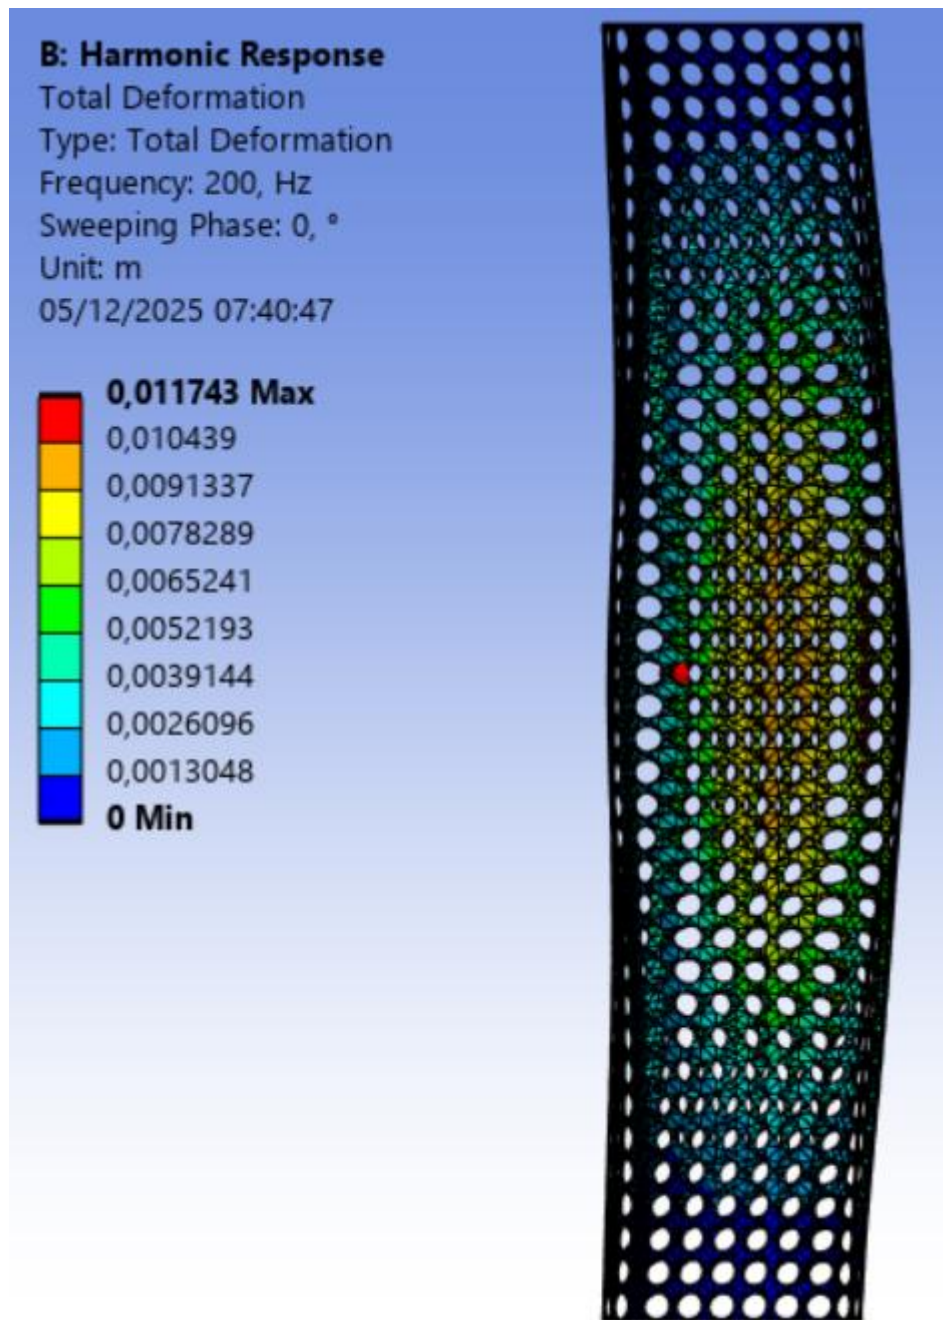 B: Harmonic Response
Total Deformation
Type: Total Deformation
Frequency: 200, Hz
Sweeping Phase: 0, °
Unit: m
05/12/2025 07:40:47
0,011743 Max
0,010439
0,0091337
0,0078289
0,0065241
0,0052193
0,0039144
0,0026096
0,0013048
0 Min